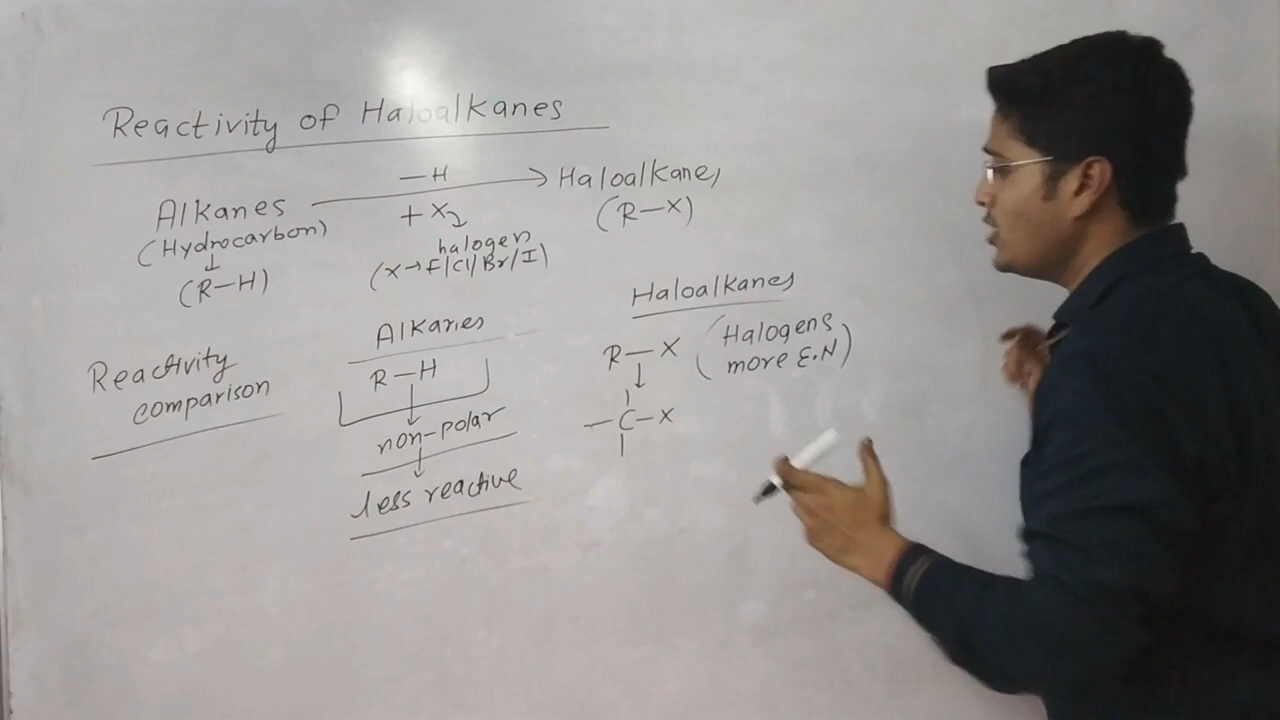 Reactivity of Haloalkanes
Alkanes
(Hydrocarbon)
↓
(R-H)
-H
→
+ X2
↓
halogen
(X→F/Cl/Br/I)
Haloalkanes
(R-X)
Reactivity
comparison
Alkanes
R-H
↓
non-polar
↓
less reactive
Haloalkanes
R-X
(Halogens
more E.N)
↓
-C-X